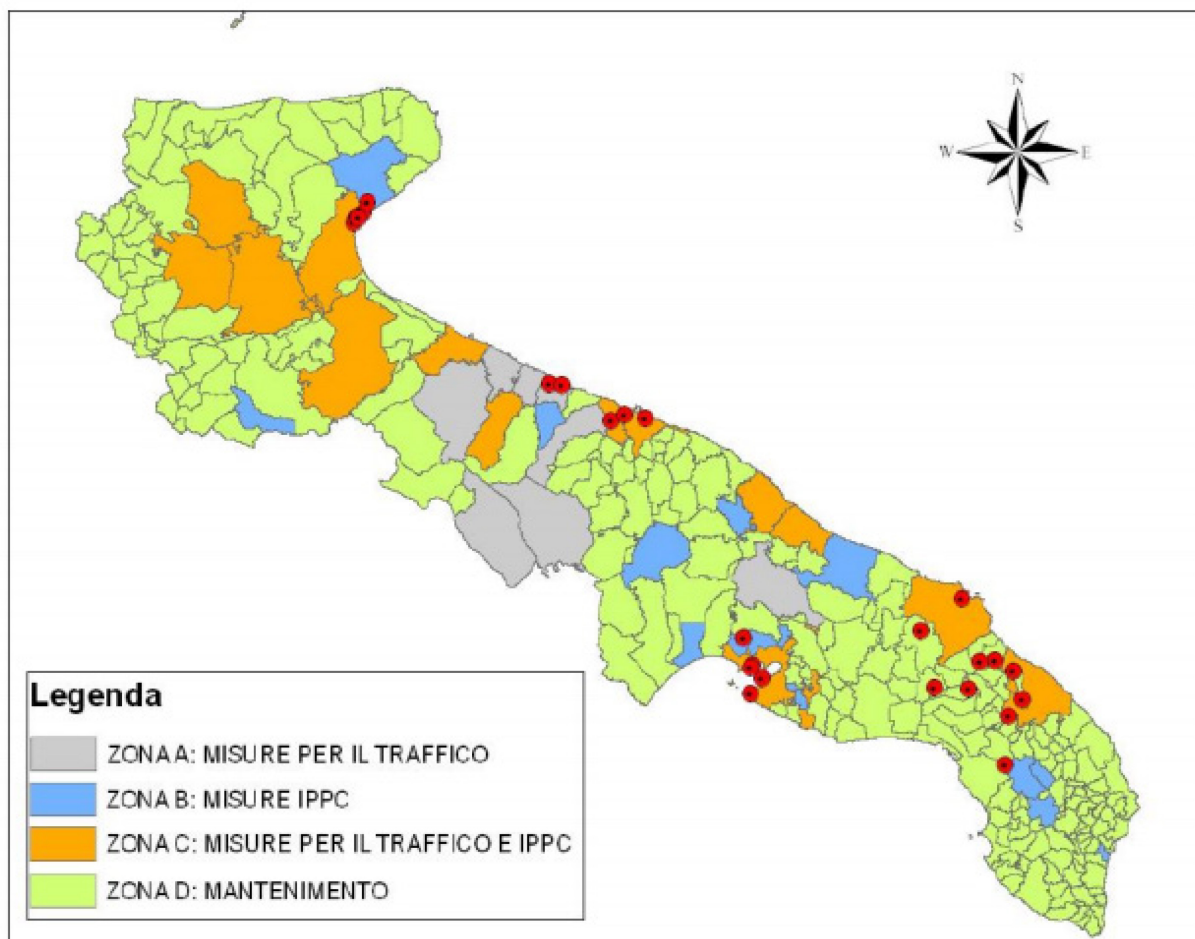 N
W E
S
Legenda
ZONA A: MISURE PER IL TRAFFICO
ZONA B: MISURE IPPC
ZONA C: MISURE PER IL TRAFFICO E IPPC
ZONA D: MANTENIMENTO